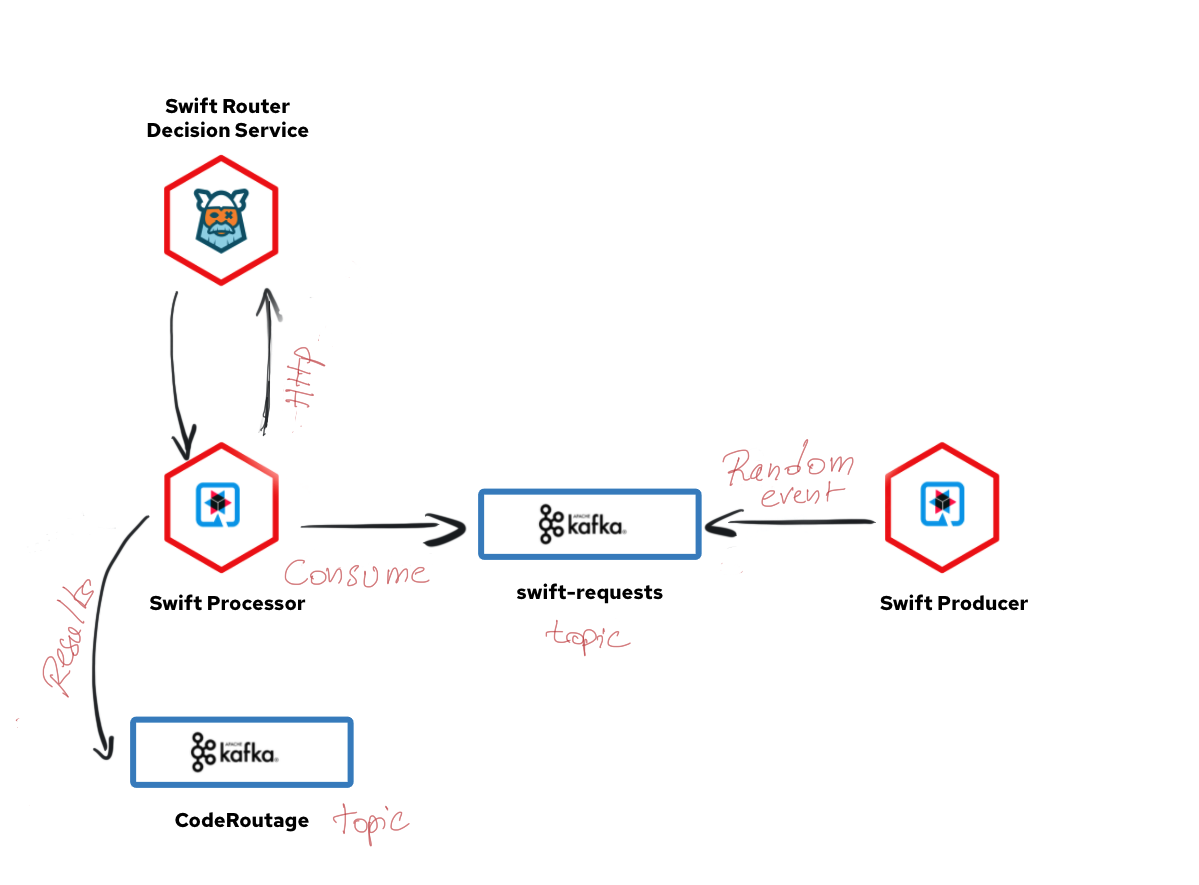 Swift Router
Decision Service
HTTP
Random
event
APACHE
kafka
Consume
Swift Processor
swift-requests
topic
Swift Producer
Results
APACHE
kafka
CodeRoutage topic